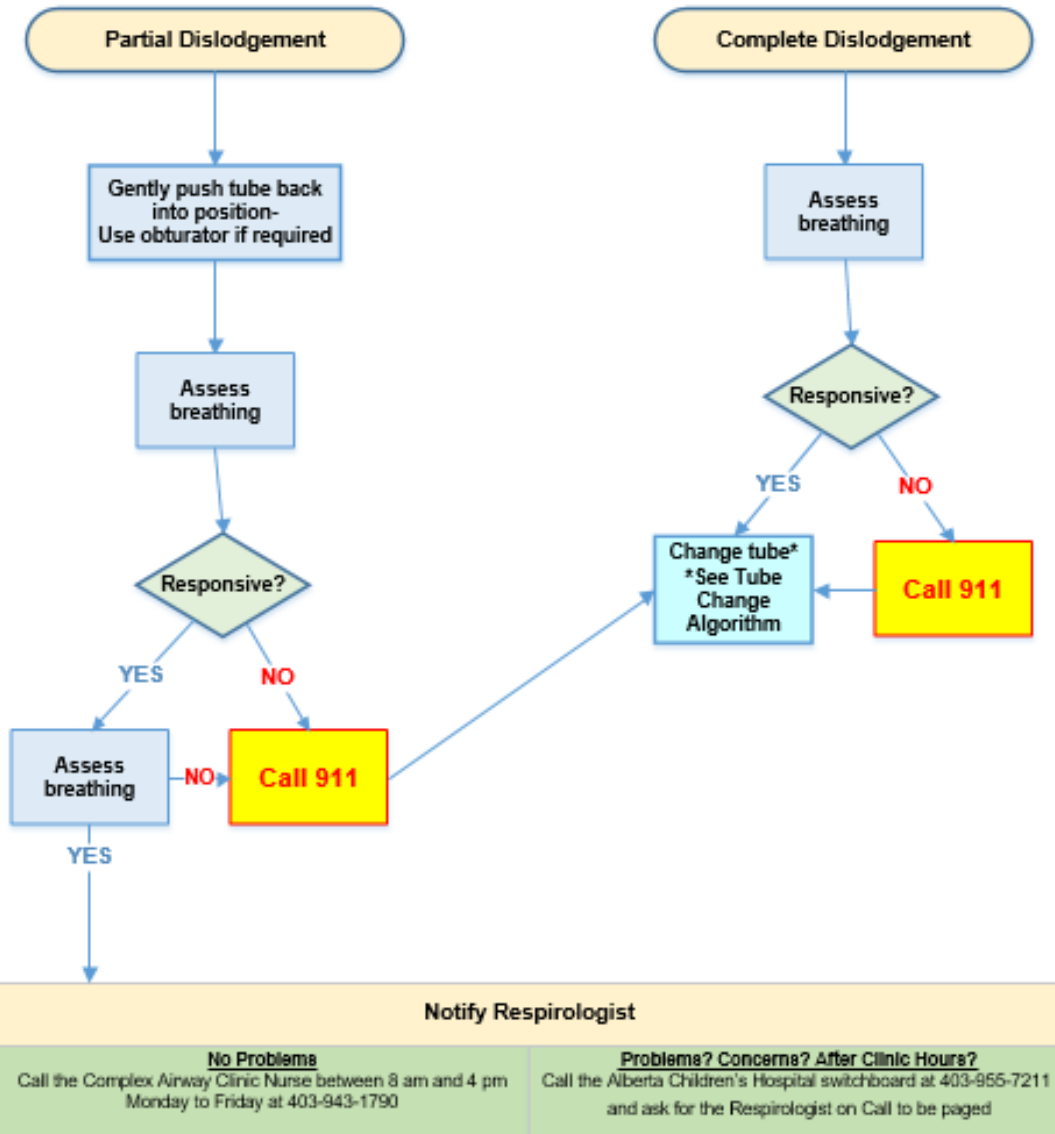 Partial Dislodgement
Gently push tube back
into position-
Use obturator if required
Assess
breathing
Responsive?
YES
NO
Assess
breathing
NO
Call 911
YES
Complete Dislodgement
Assess
breathing
Responsive?
YES
NO
Change tube*
*See Tube
Change
Algorithm
Call 911
Notify Respirologist
No Problems
Call the Complex Airway Clinic Nurse between 8 am and 4 pm
Monday to Friday at 403-943-1790
Problems? Concerns? After Clinic Hours?
Call the Alberta Children's Hospital switchboard at 403-955-7211
and ask for the Respirologist on Call to be paged